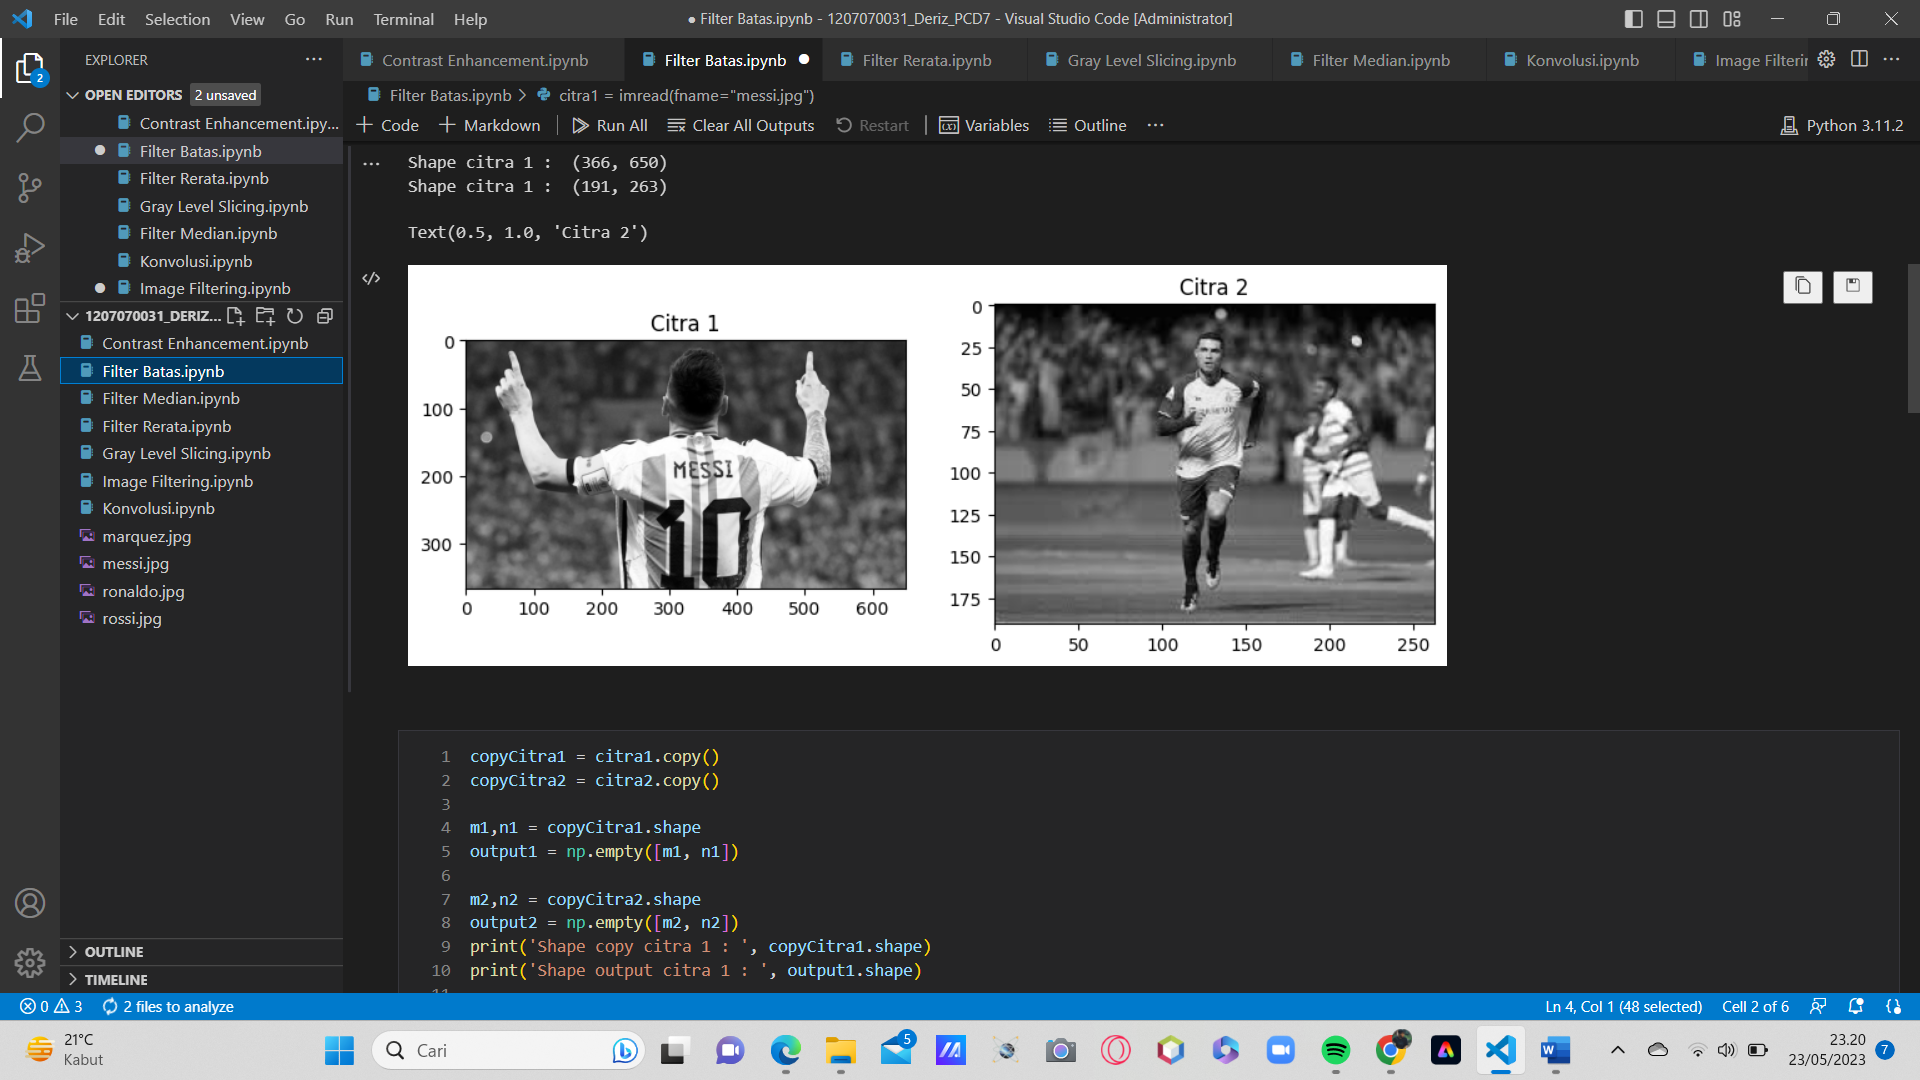 File Edit Selection View Go Run Terminal Help
● Filter Batas.ipynb - 1207070031_Deriz_PCD7 - Visual Studio Code [Administrator]
EXPLORER
OPEN EDITORS 2 unsaved
Contrast Enhancement.ipy...
Filter Batas.ipynb
Filter Rerata.ipynb
Gray Level Slicing.ipynb
Filter Median.ipynb
Konvolusi.ipynb
Image Filtering.ipynb
1207070031_DERIZ...
Contrast Enhancement.ipynb
Filter Batas.ipynb
Filter Median.ipynb
Filter Rerata.ipynb
Gray Level Slicing.ipynb
Image Filtering.ipynb
Konvolusi.ipynb
marquez.jpg
messi.jpg
ronaldo.jpg
rossi.jpg
OUTLINE
TIMELINE
Contrast Enhancement.ipynb Filter Batas.ipynb Filter Rerata.ipynb Gray Level Slicing.ipynb Filter Median.ipynb Konvolusi.ipynb Image Filterir
Filter Batas.ipynb > citra1 = imread(fname="messi.jpg")
+ Code + Markdown Run All Clear All Outputs Restart Variables Outline ... Python 3.11.2
Shape citra 1 :  (366, 650)
Shape citra 1 :  (191, 263)
Text(0.5, 1.0, 'Citra 2')
Citra 1
0
100
200
300
0 100 200 300 400 500 600
MESSI
10
Citra 2
0
25
50
75
100
125
150
175
0 50 100 150 200 250
1 copyCitra1 = citra1.copy()
2 copyCitra2 = citra2.copy()
3
4 m1,n1 = copyCitra1.shape
5 output1 = np.empty([m1, n1])
6
7 m2,n2 = copyCitra2.shape
8 output2 = np.empty([m2, n2])
9 print('Shape copy citra 1 : ', copyCitra1.shape)
10 print('Shape output citra 1 : ', output1.shape)
11
0 3 2 files to analyze
Ln 4, Col 1 (48 selected) Cell 2 of 6
21°C
Kabut
Cari
5
23.20
23/05/2023
7
2